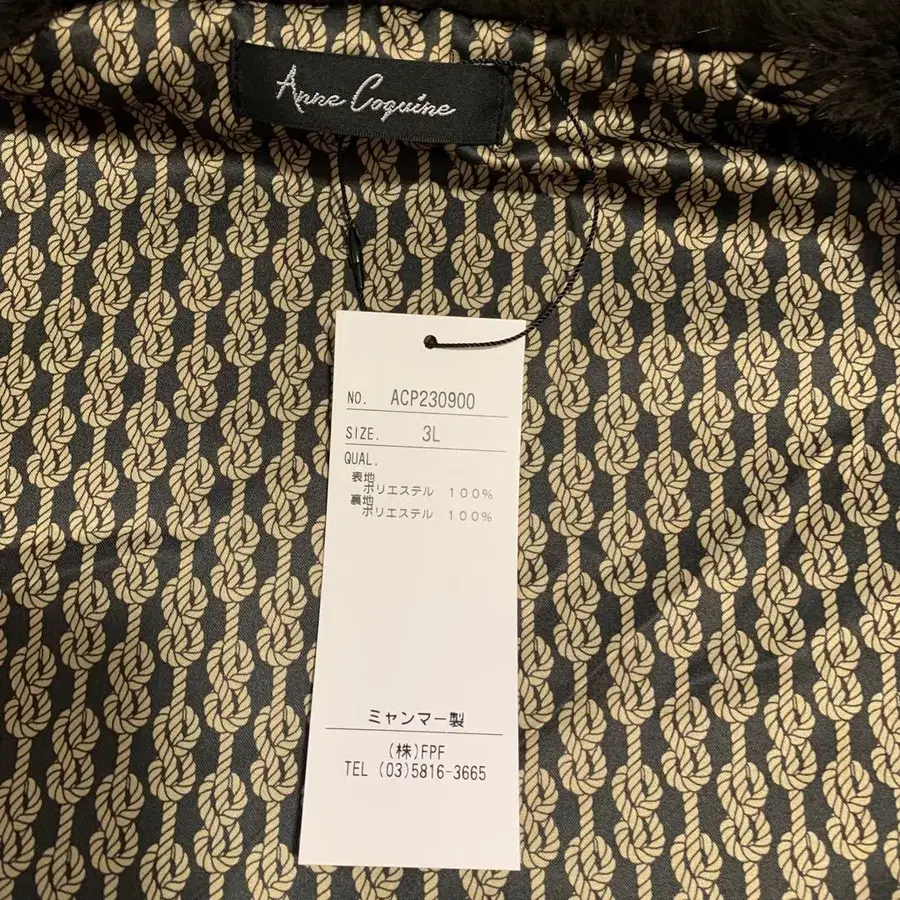 Anne Coquine
NO. ACP230900
SIZE. 3L
QUAL.
表地
ポリエステル 100%
裏地
ポリエステル 100%
ミャンマー製
(株)FPF
TEL (03)5816-3665